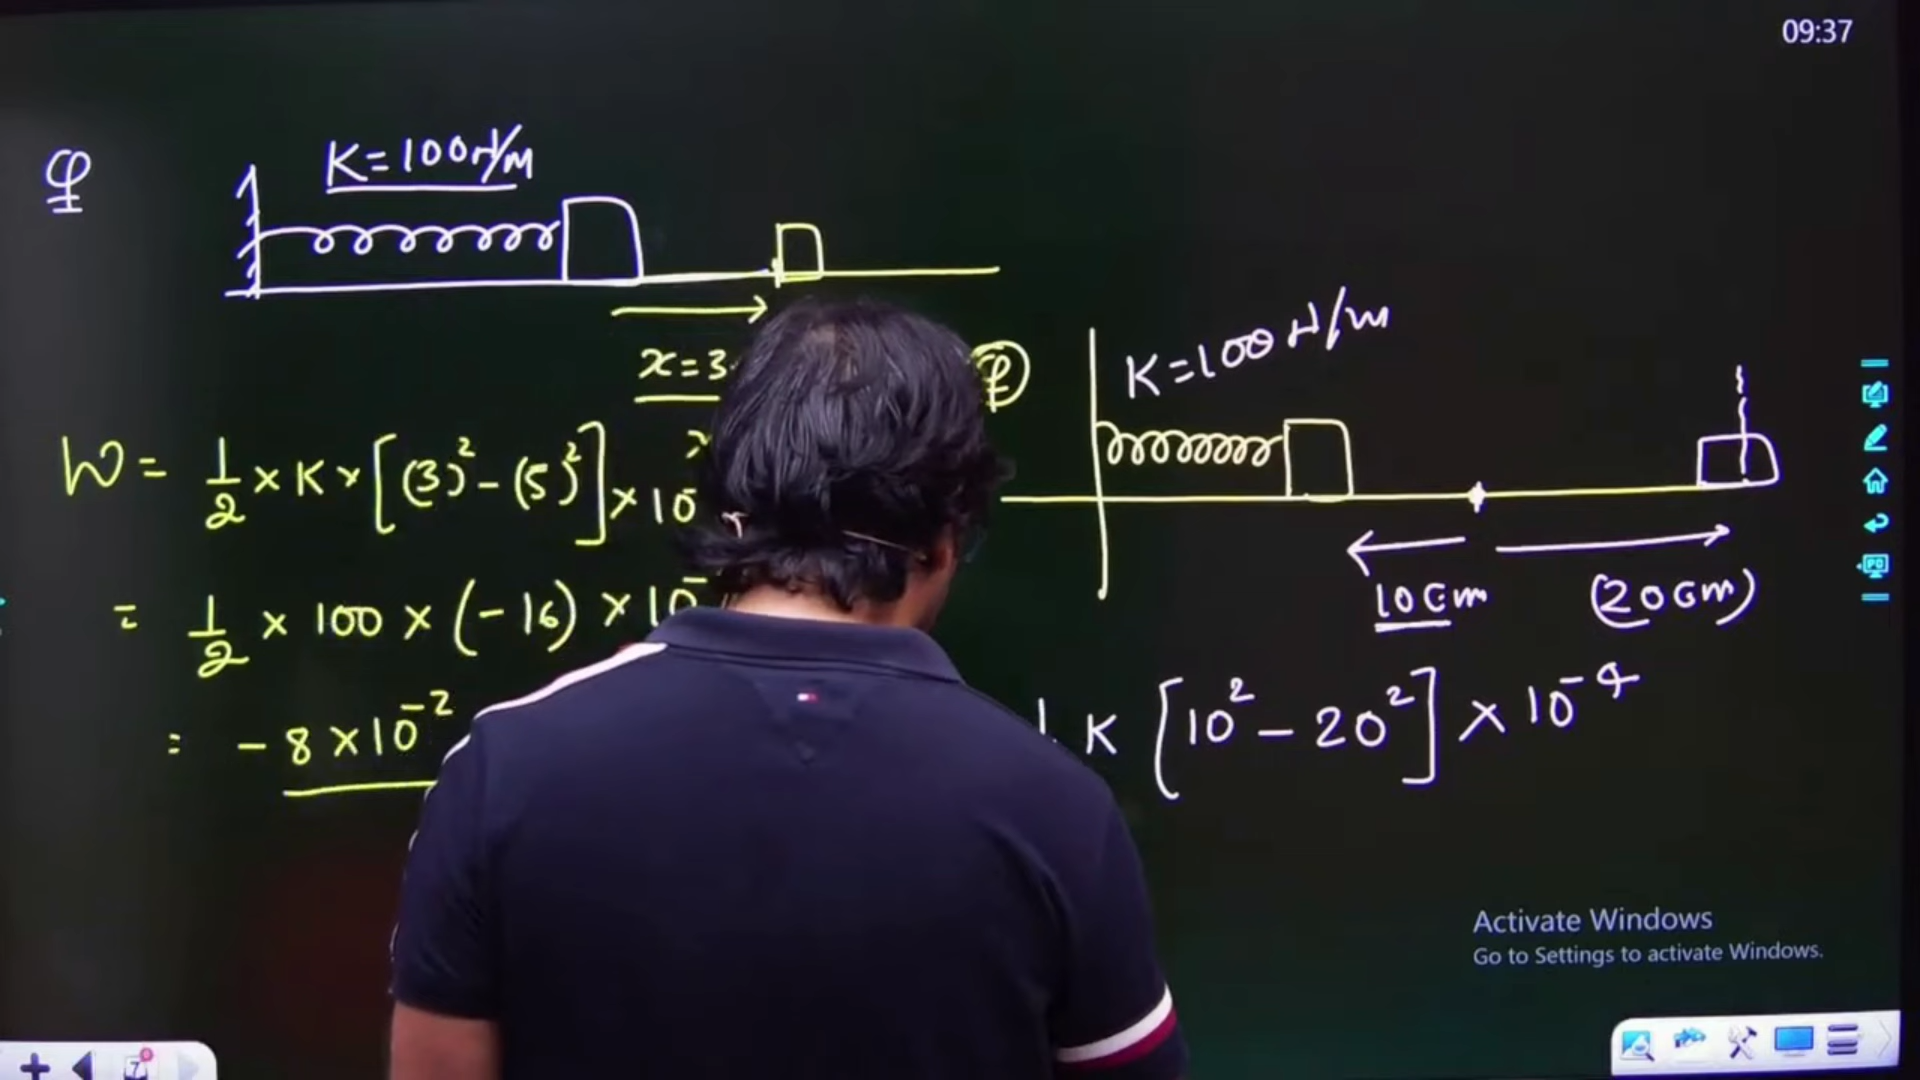 09:37
Q
K=100N/m
x=3
W = 1/2 × K × [(3)² - (5)²] × 10
= 1/2 × 100 × (-16) × 10⁻
= -8×10⁻²
Q
K=100N/m
10cm
(20cm)
K [10² - 20²] × 10⁻⁴
Activate Windows
Go to Settings to activate Windows.